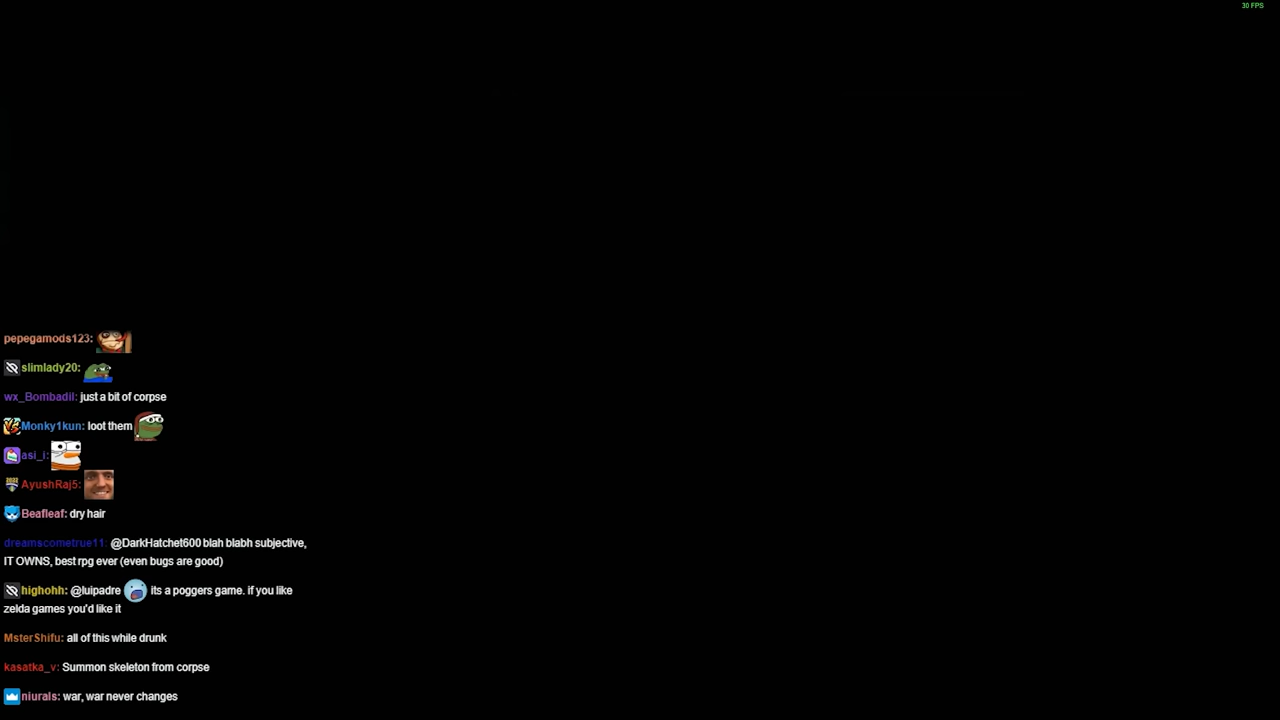 30 FPS
pepegamods123:
slimlady20:
wx_Bombadil: just a bit of corpse
Monky1kun: loot them
asi_i:
AyushRaj5:
Beafleaf: dry hair
dreamscometrue11: @DarkHatchet600 blah blabh subjective,
IT OWNS, best rpg ever (even bugs are good)
highohh: @luipadre its a poggers game. if you like
zelda games you'd like it
MsterShifu: all of this while drunk
kasatka_v: Summon skeleton from corpse
niurals: war, war never changes